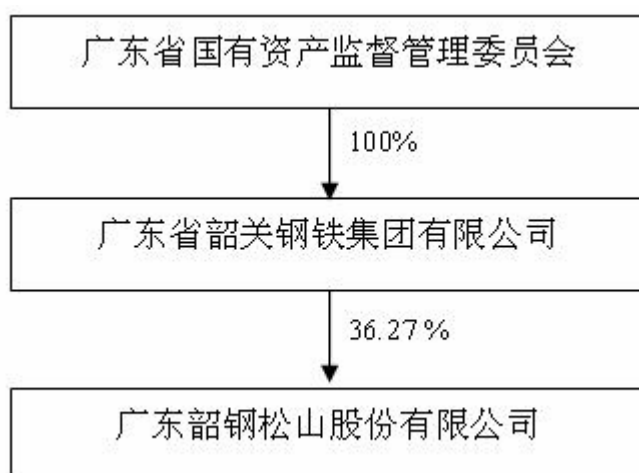 广东省国有资产监督管理委员会
100%
广东省韶关钢铁集团有限公司
36.27%
广东韶钢松山股份有限公司